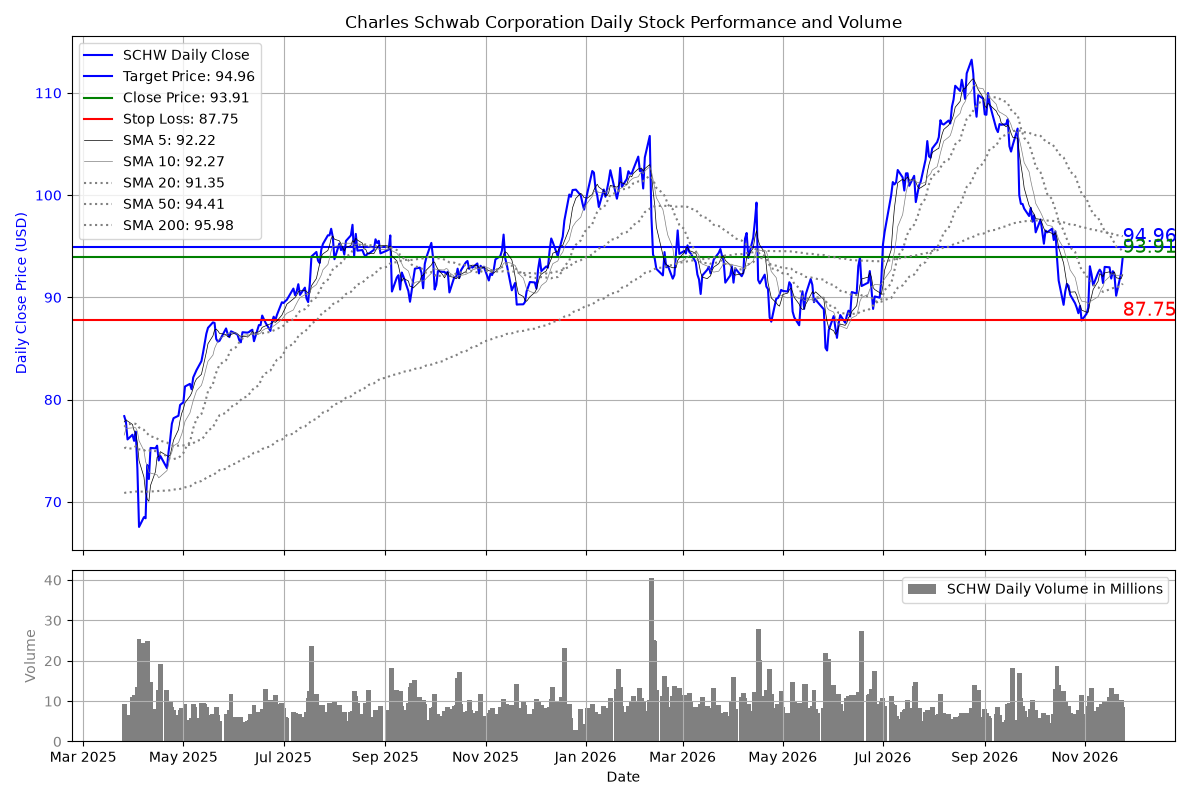 Charles Schwab Corporation Daily Stock Performance and Volume
SCHW Daily Close
Target Price: 94.96
Close Price: 93.91
Stop Loss: 87.75
SMA 5: 92.22
SMA 10: 92.27
SMA 20: 91.35
SMA 50: 94.41
SMA 200: 95.98
Daily Close Price (USD)
110
100
90
80
70
94.96
93.91
87.75
SCHW Daily Volume in Millions
Volume
40
30
20
10
0
Mar 2025 May 2025 Jul 2025 Sep 2025 Nov 2025 Jan 2026 Mar 2026 May 2026 Jul 2026 Sep 2026 Nov 2026
Date